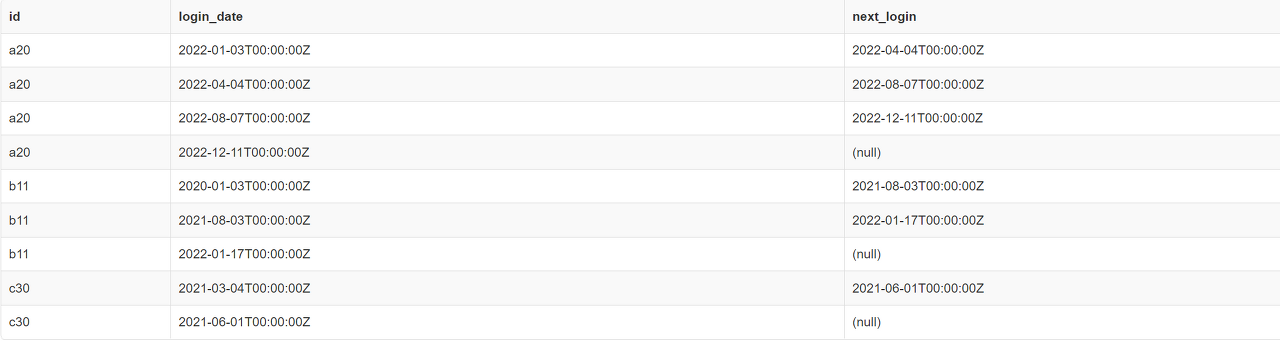 id login_date next_login
a20 2022-01-03T00:00:00Z 2022-04-04T00:00:00Z
a20 2022-04-04T00:00:00Z 2022-08-07T00:00:00Z
a20 2022-08-07T00:00:00Z 2022-12-11T00:00:00Z
a20 2022-12-11T00:00:00Z (null)
b11 2020-01-03T00:00:00Z 2021-08-03T00:00:00Z
b11 2021-08-03T00:00:00Z 2022-01-17T00:00:00Z
b11 2022-01-17T00:00:00Z (null)
c30 2021-03-04T00:00:00Z 2021-06-01T00:00:00Z
c30 2021-06-01T00:00:00Z (null)